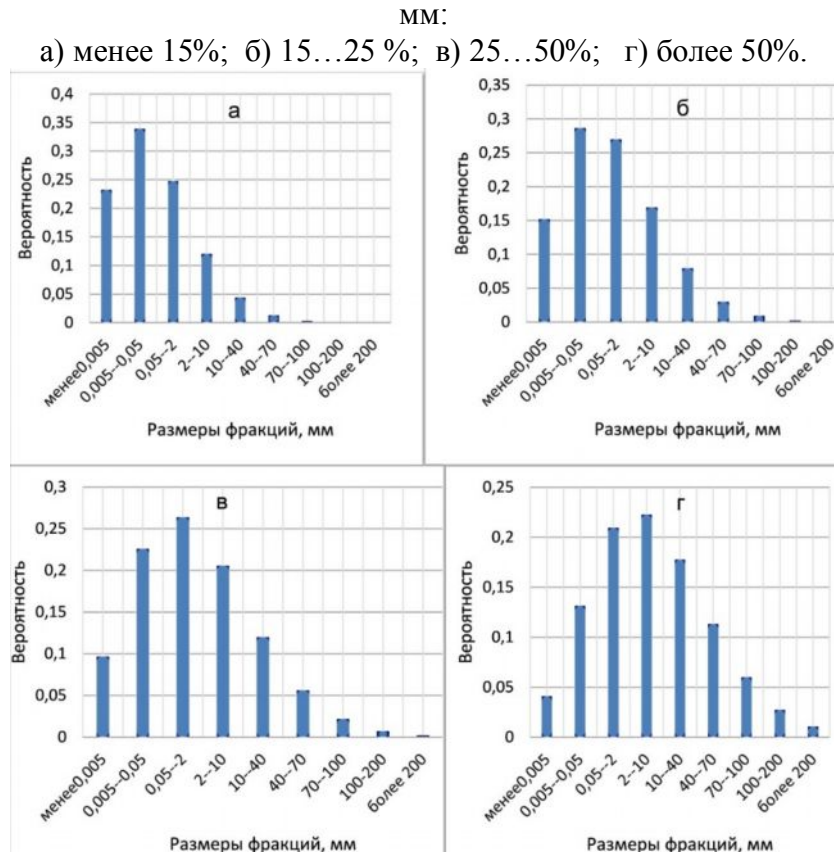 мм:
а) менее 15%; б) 15…25 %; в) 25…50%; г) более 50%.
а
Вероятность
0,4
0,35
0,3
0,25
0,2
0,15
0,1
0,05
0
менее0,005
0,005--0,05
0,05--2
2--10
10--40
40--70
70--100
100-200
более 200
Размеры фракций, мм
б
Вероятность
0,35
0,3
0,25
0,2
0,15
0,1
0,05
0
менее0,005
0,005--0,05
0,05--2
2--10
10--40
40--70
70--100
100-200
более 200
Размеры фракций, мм
в
Вероятность
0,3
0,25
0,2
0,15
0,1
0,05
0
менее0,005
0,005--0,05
0,05--2
2--10
10--40
40--70
70--100
100-200
более 200
Размеры фракций, мм
г
Вероятность
0,25
0,2
0,15
0,1
0,05
0
менее0,005
0,005--0,05
0,05--2
2--10
10--40
40--70
70--100
100-200
более 200
Размеры фракций, мм